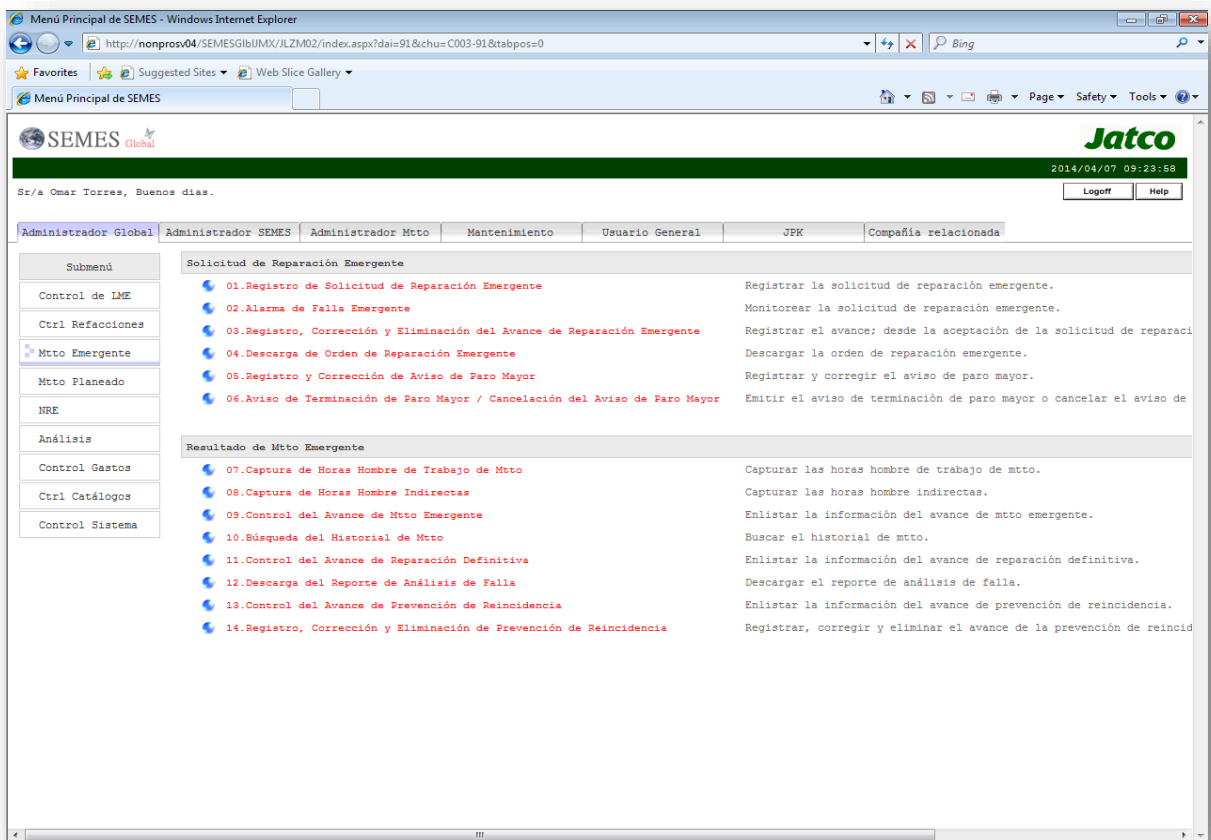 Menú Principal de SEMES - Windows Internet Explorer
http://nonprosv04/SEMESGlblJMX/JLZM02/index.aspx?dai=91&chu=C003-91&tabpos=0
Bing
Favorites Suggested Sites Web Slice Gallery
Menú Principal de SEMES Page Safety Tools
SEMES Global Jatco
2014/04/07 09:23:58
Sr/a Omar Torres, Buenos dias. Logoff Help
Administrador Global Administrador SEMES Administrador Mtto Mantenimiento Usuario General JPK Compañía relacionada
Submenú
Control de LME
Ctrl Refacciones
Mtto Emergente
Mtto Planeado
NRE
Análisis
Control Gastos
Ctrl Catálogos
Control Sistema
Solicitud de Reparación Emergente
01.Registro de Solicitud de Reparación Emergente Registrar la solicitud de reparación emergente.
02.Alarma de Falla Emergente Monitorear la solicitud de reparación emergente.
03.Registro, Corrección y Eliminación del Avance de Reparación Emergente Registrar el avance; desde la aceptación de la solicitud de reparaci
04.Descarga de Orden de Reparación Emergente Descargar la orden de reparación emergente.
05.Registro y Corrección de Aviso de Paro Mayor Registrar y corregir el aviso de paro mayor.
06.Aviso de Terminación de Paro Mayor / Cancelación del Aviso de Paro Mayor Emitir el aviso de terminación de paro mayor o cancelar el aviso de
Resultado de Mtto Emergente
07.Captura de Horas Hombre de Trabajo de Mtto Capturar las horas hombre de trabajo de mtto.
08.Captura de Horas Hombre Indirectas Capturar las horas hombre indirectas.
09.Control del Avance de Mtto Emergente Enlistar la información del avance de mtto emergente.
10.Búsqueda del Historial de Mtto Buscar el historial de mtto.
11.Control del Avance de Reparación Definitiva Enlistar la información del avance de reparación definitiva.
12.Descarga del Reporte de Análisis de Falla Descargar el reporte de análisis de falla.
13.Control del Avance de Prevención de Reincidencia Enlistar la información del avance de prevención de reincidencia.
14.Registro, Corrección y Eliminación de Prevención de Reincidencia Registrar, corregir y eliminar el avance de la prevención de reincid